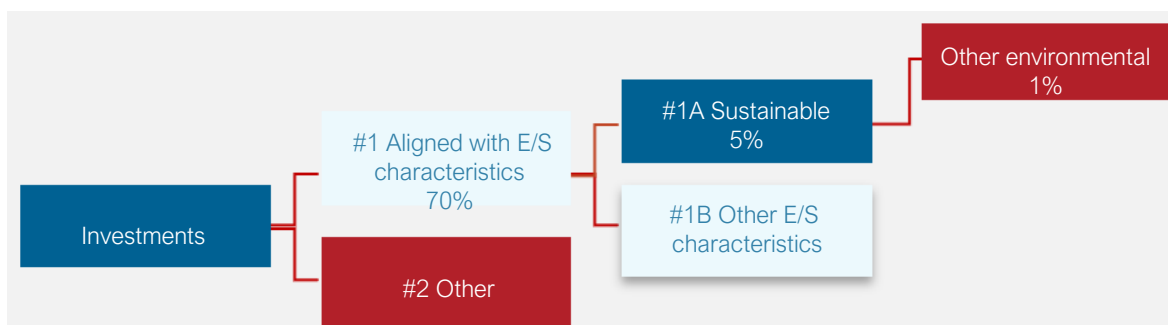 Investments
#1 Aligned with E/S
characteristics
70%
#2 Other
#1A Sustainable
5%
#1B Other E/S
characteristics
Other environmental
1%